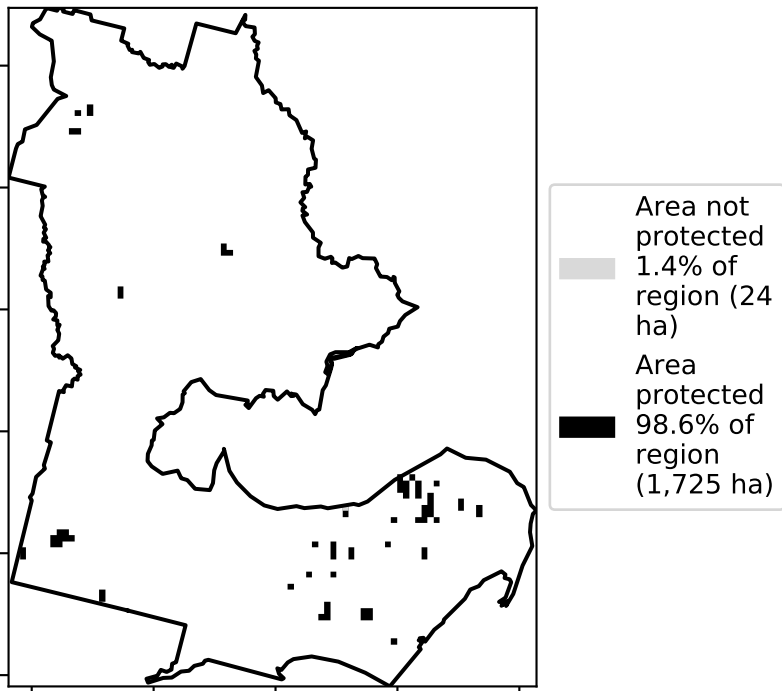 Area not
protected
1.4% of
region (24
ha)
Area
protected
98.6% of
region
(1,725 ha)